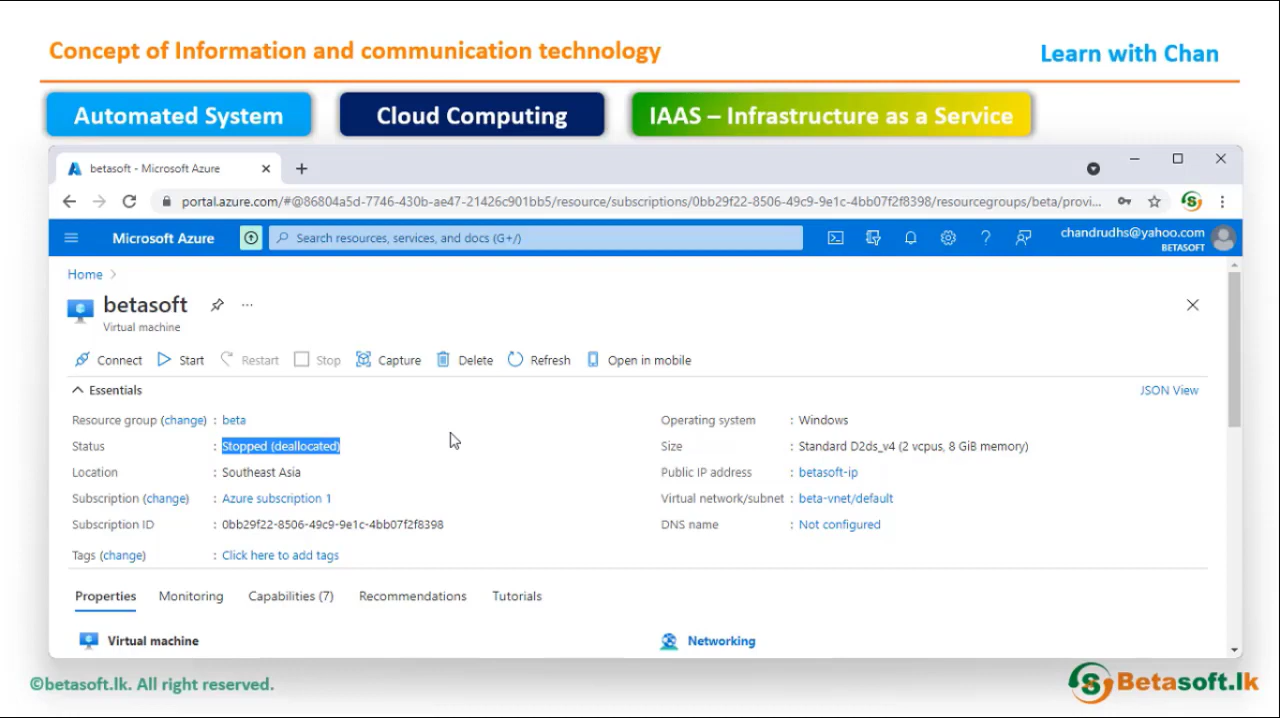 Concept of Information and communication technology
Learn with Chan
Automated System
Cloud Computing
IAAS – Infrastructure as a Service
betasoft - Microsoft Azure
portal.azure.com/#@86804a5d-7746-430b-ae47-21426c901bb5/resource/subscriptions/0bb29f22-8506-49c9-9e1c-4bb07f2f8398/resourcegroups/beta/provi...
Microsoft Azure
Search resources, services, and docs (G+/)
chandrudhs@yahoo.com
BETASOFT
Home
betasoft
Virtual machine
Connect Start Restart Stop Capture Delete Refresh Open in mobile
Essentials
JSON View
Resource group (change) : beta
Status : Stopped (deallocated)
Location : Southeast Asia
Subscription (change) : Azure subscription 1
Subscription ID : 0bb29f22-8506-49c9-9e1c-4bb07f2f8398
Tags (change) : Click here to add tags
Operating system : Windows
Size : Standard D2ds_v4 (2 vcpus, 8 GiB memory)
Public IP address : betasoft-ip
Virtual network/subnet : beta-vnet/default
DNS name : Not configured
Properties Monitoring Capabilities (7) Recommendations Tutorials
Virtual machine
Networking
©betasoft.lk. All right reserved.
Betasoft.lk